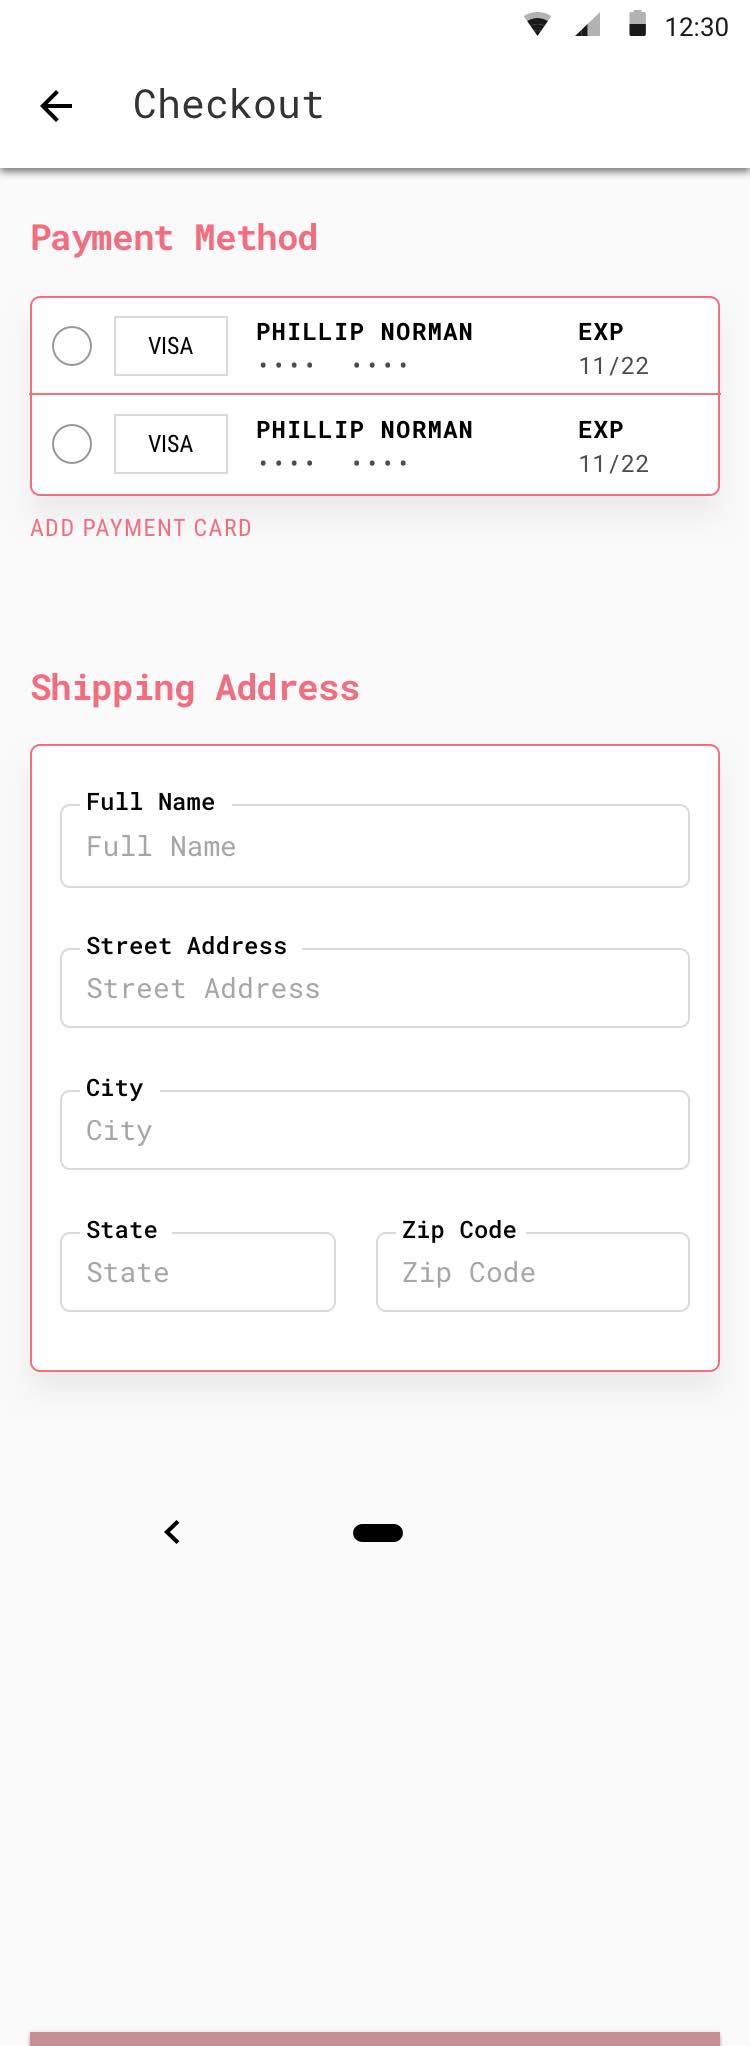 12:30
Checkout
Payment Method
VISA PHILLIP NORMAN EXP
•••• •••• 11/22
VISA PHILLIP NORMAN EXP
•••• •••• 11/22
ADD PAYMENT CARD
Shipping Address
Full Name
Full Name
Street Address
Street Address
City
City
State Zip Code
State Zip Code